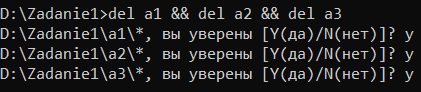 D:\Zadanie1>del a1 && del a2 && del a3
D:\Zadanie1\a1\*, вы уверены [Y(да)/N(нет)]? y
D:\Zadanie1\a2\*, вы уверены [Y(да)/N(нет)]? y
D:\Zadanie1\a3\*, вы уверены [Y(да)/N(нет)]? y